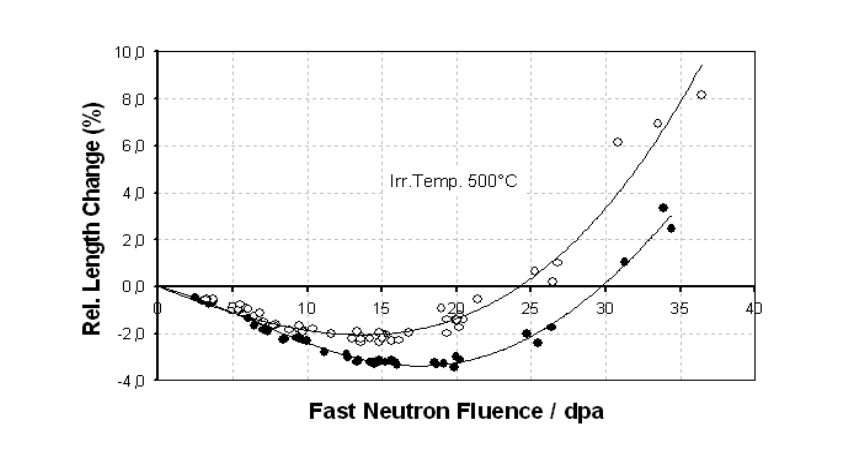 10,0
8,0
6,0
4,0
2,0
0,0
-2,0
-4,0
Rel. Length Change (%)
Irr.Temp. 500°C
0 5 10 15 20 25 30 35 40
Fast Neutron Fluence / dpa